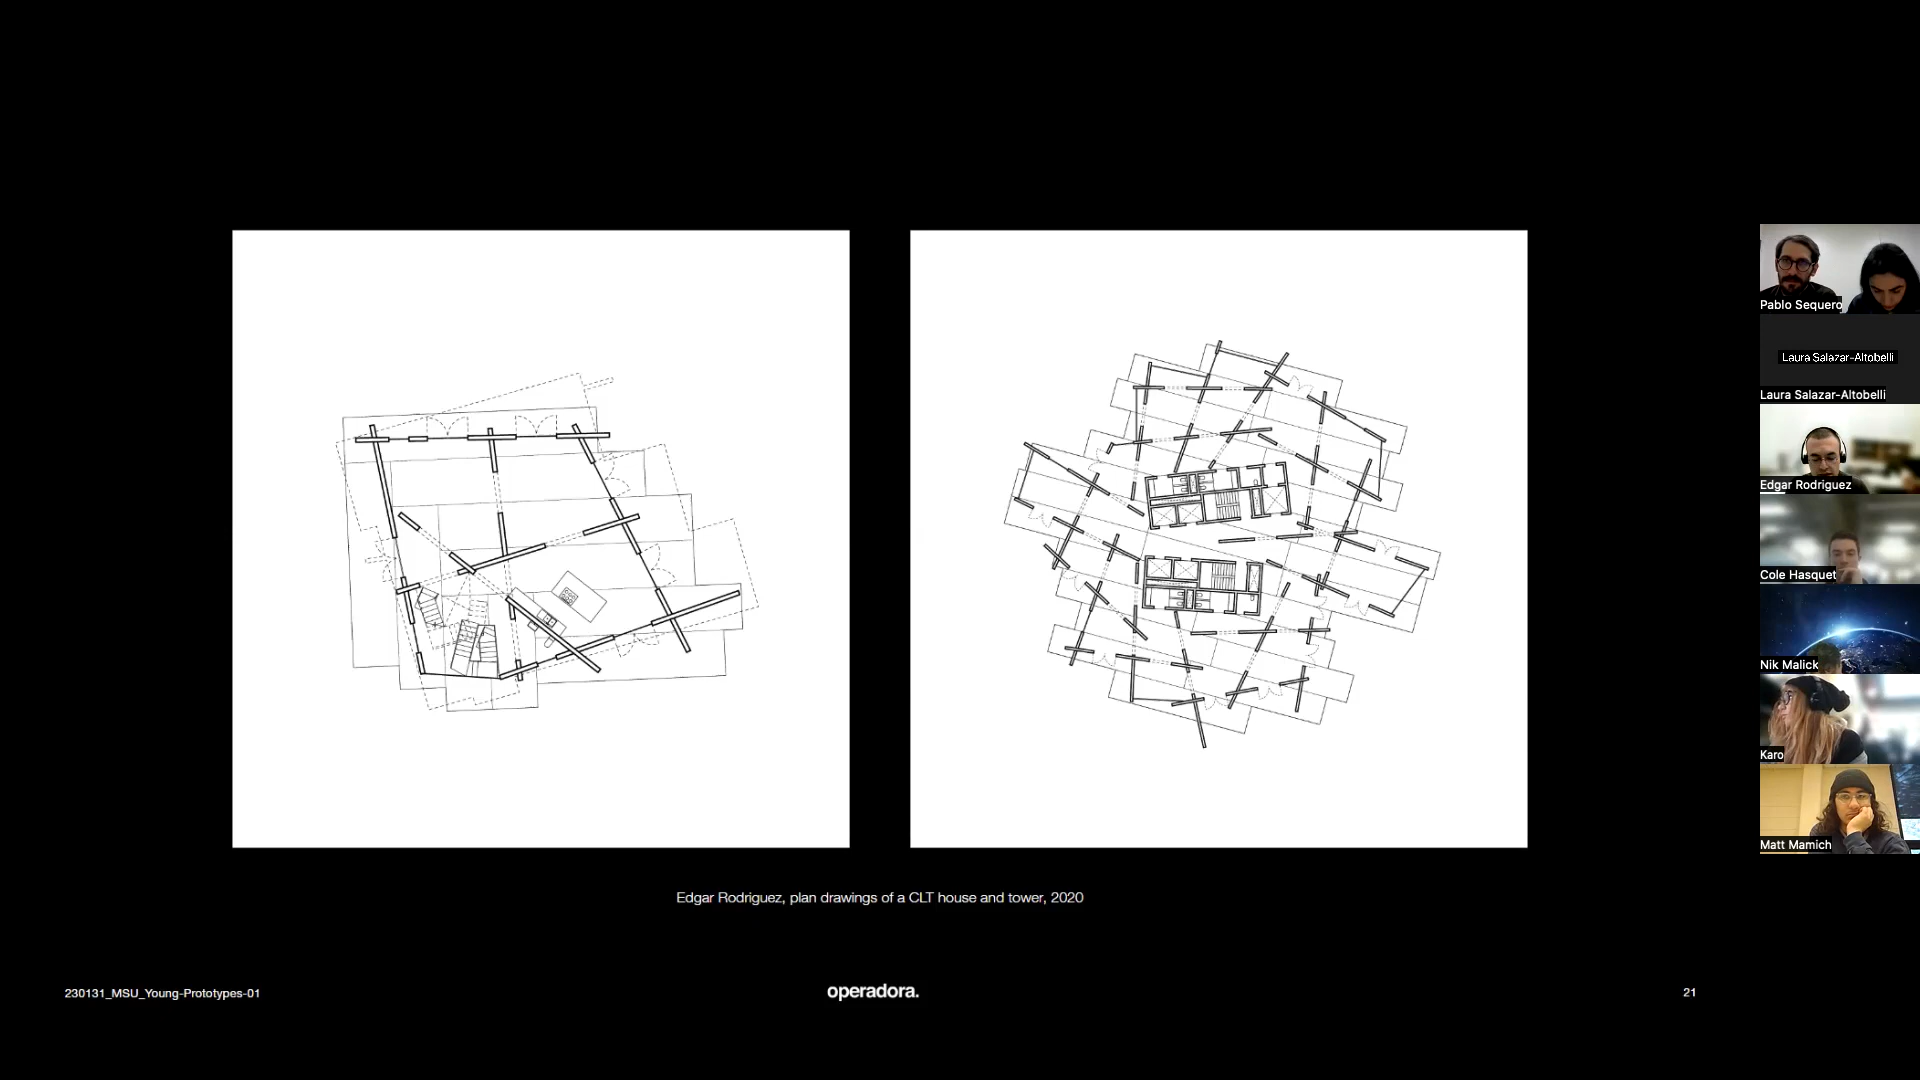 Pablo Sequero
Laura Salazar-Altobelli
Laura Salazar-Altobelli
Edgar Rodriguez
Cole Hasquet
Nik Malick
Karo
Matt Mamich
Edgar Rodriguez, plan drawings of a CLT house and tower, 2020
230131_MSU_Young-Prototypes-01
operadora.
21